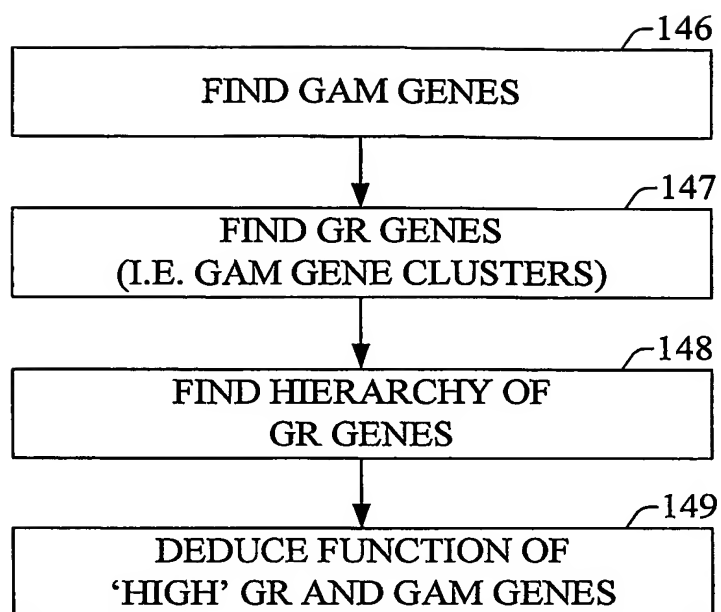 146
FIND GAM GENES
147
FIND GR GENES
(I.E. GAM GENE CLUSTERS)
148
FIND HIERARCHY OF
GR GENES
149
DEDUCE FUNCTION OF
‘HIGH’ GR AND GAM GENES